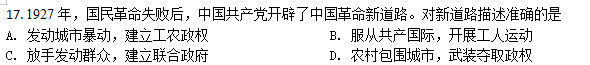 17.1927 年，国民革命失败后，中国共产党开辟了中国革命新道路。对新道路描述准确的是
A. 发动城市暴动，建立工农政权 B. 服从共产国际，开展工人运动
C. 放手发动群众，建立联合政府 D. 农村包围城市，武装夺取政权